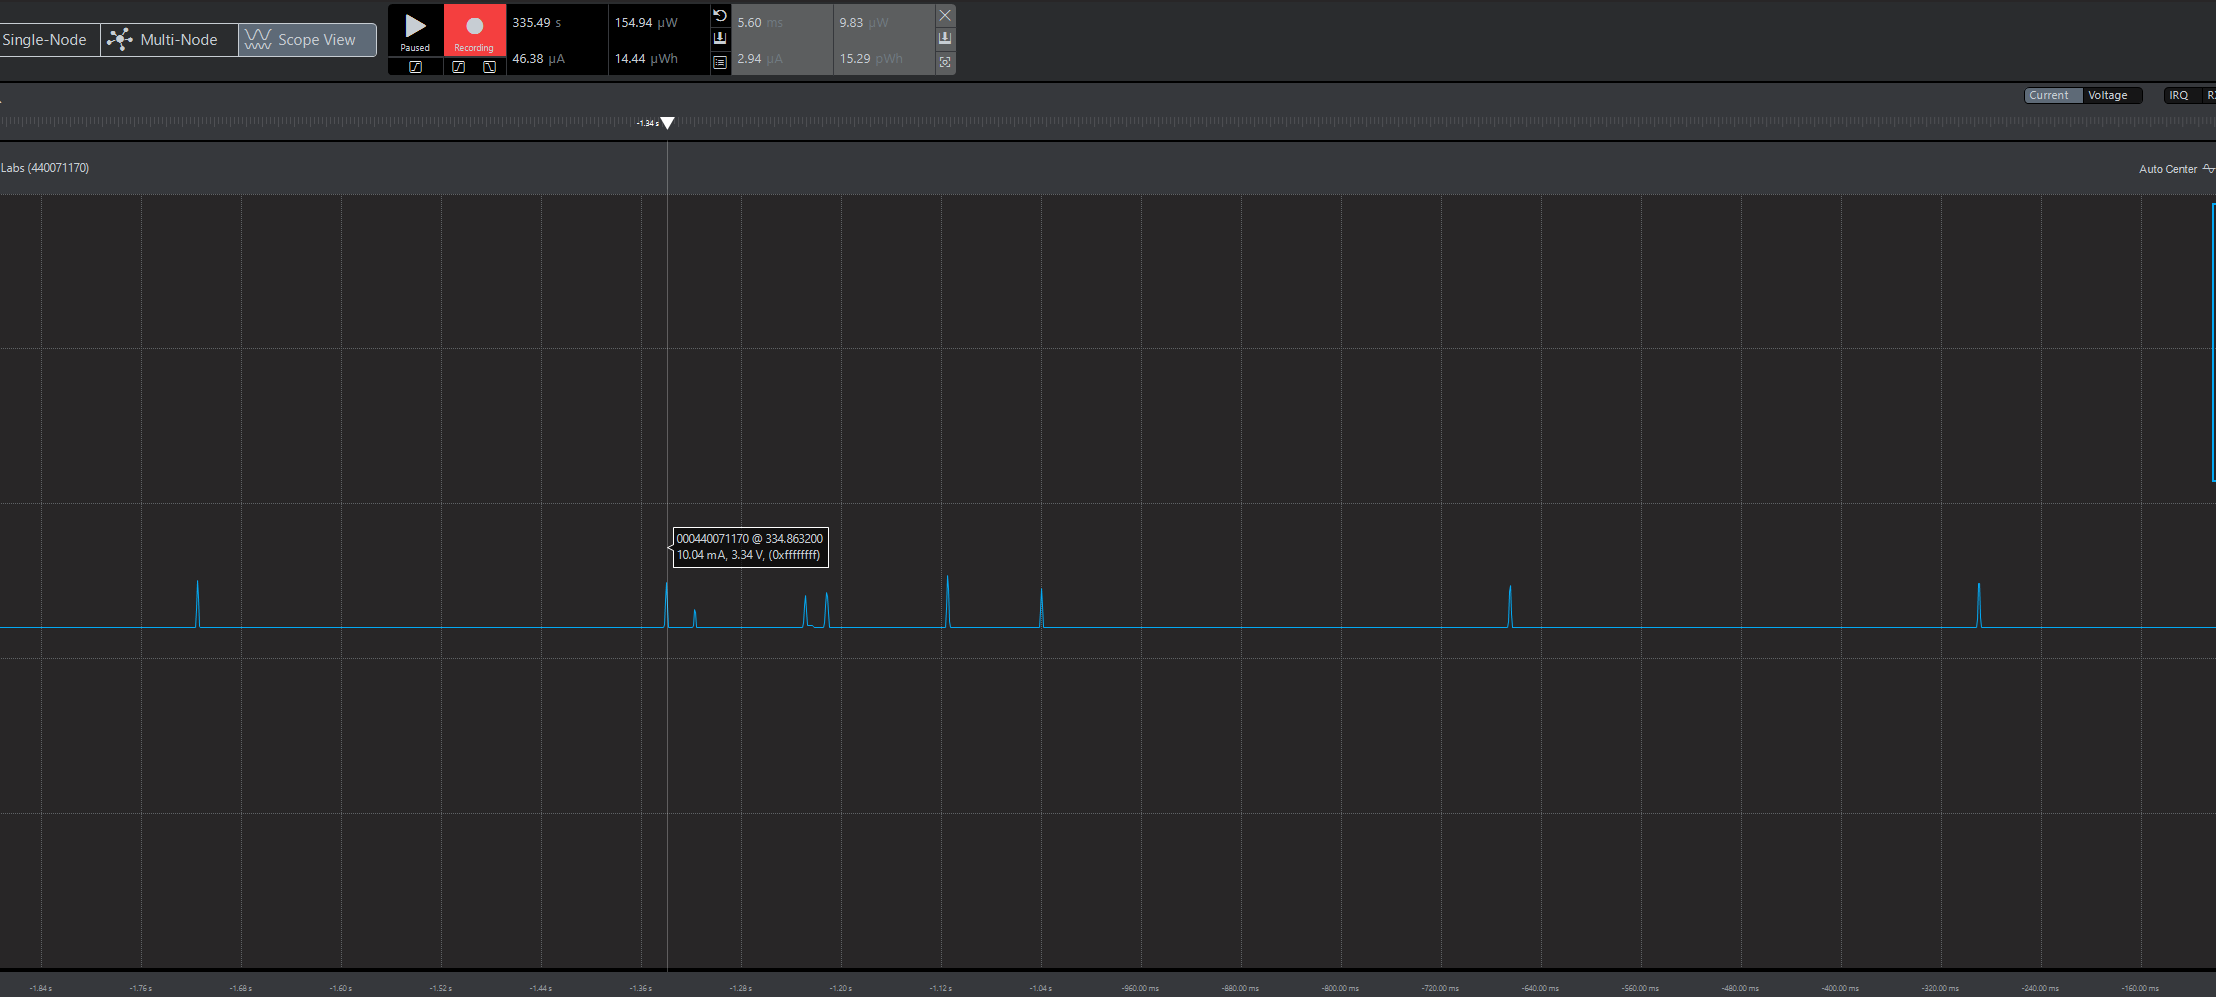 Single-Node
Multi-Node
Scope View
Paused
Recording
335.49 s
46.38 µA
154.94 µW
14.44 µWh
5.60 ms
2.94 µA
9.83 µW
15.29 pWh
Current
Voltage
IRQ
-1.34 s
Labs (440071170)
Auto Center
000440071170 @ 334.863200
10.04 mA, 3.34 V, (0xffffffff)
-1.84 s
-1.76 s
-1.68 s
-1.60 s
-1.52 s
-1.44 s
-1.36 s
-1.28 s
-1.20 s
-1.12 s
-1.04 s
-960.00 ms
-880.00 ms
-800.00 ms
-720.00 ms
-640.00 ms
-560.00 ms
-480.00 ms
-400.00 ms
-320.00 ms
-240.00 ms
-160.00 ms